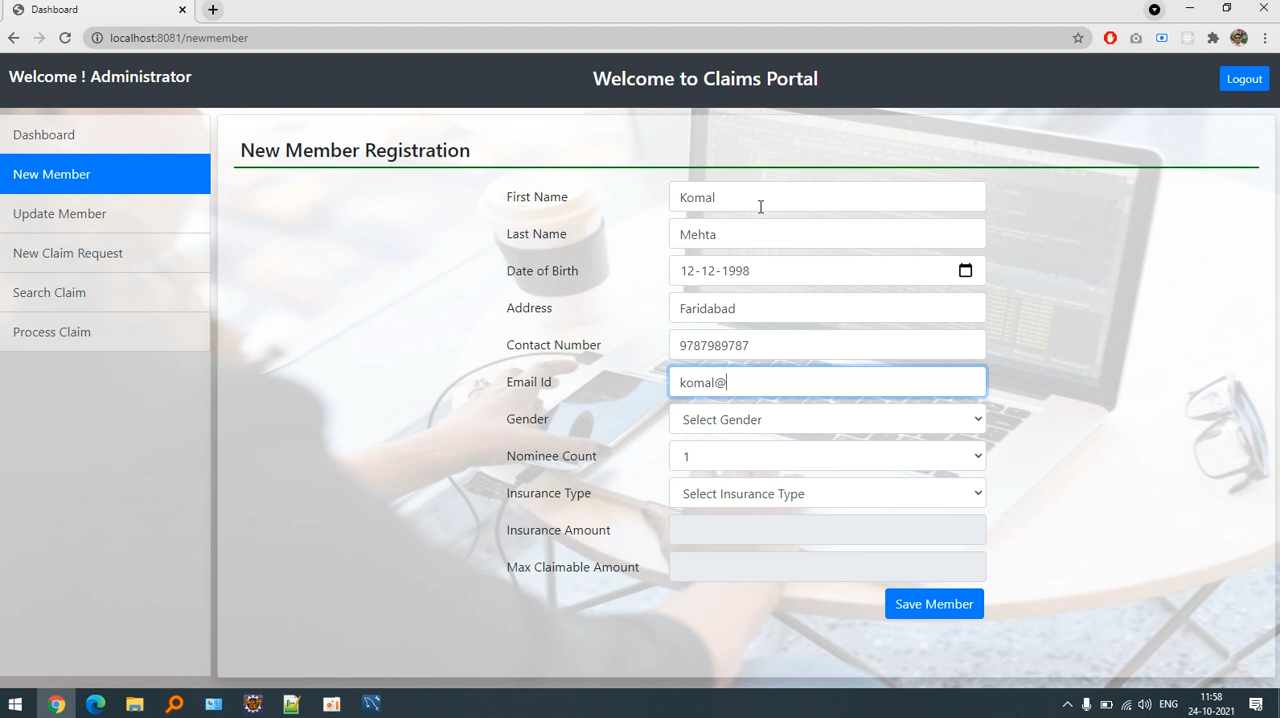 Dashboard
localhost:8081/newmember
Welcome ! Administrator
Welcome to Claims Portal
Logout
Dashboard
New Member
Update Member
New Claim Request
Search Claim
Process Claim
New Member Registration
First Name Komal
Last Name Mehta
Date of Birth 12-12-1998
Address Faridabad
Contact Number 9787989787
Email Id komal@
Gender Select Gender
Nominee Count 1
Insurance Type Select Insurance Type
Insurance Amount
Max Claimable Amount
Save Member
ENG
11:58
24-10-2021